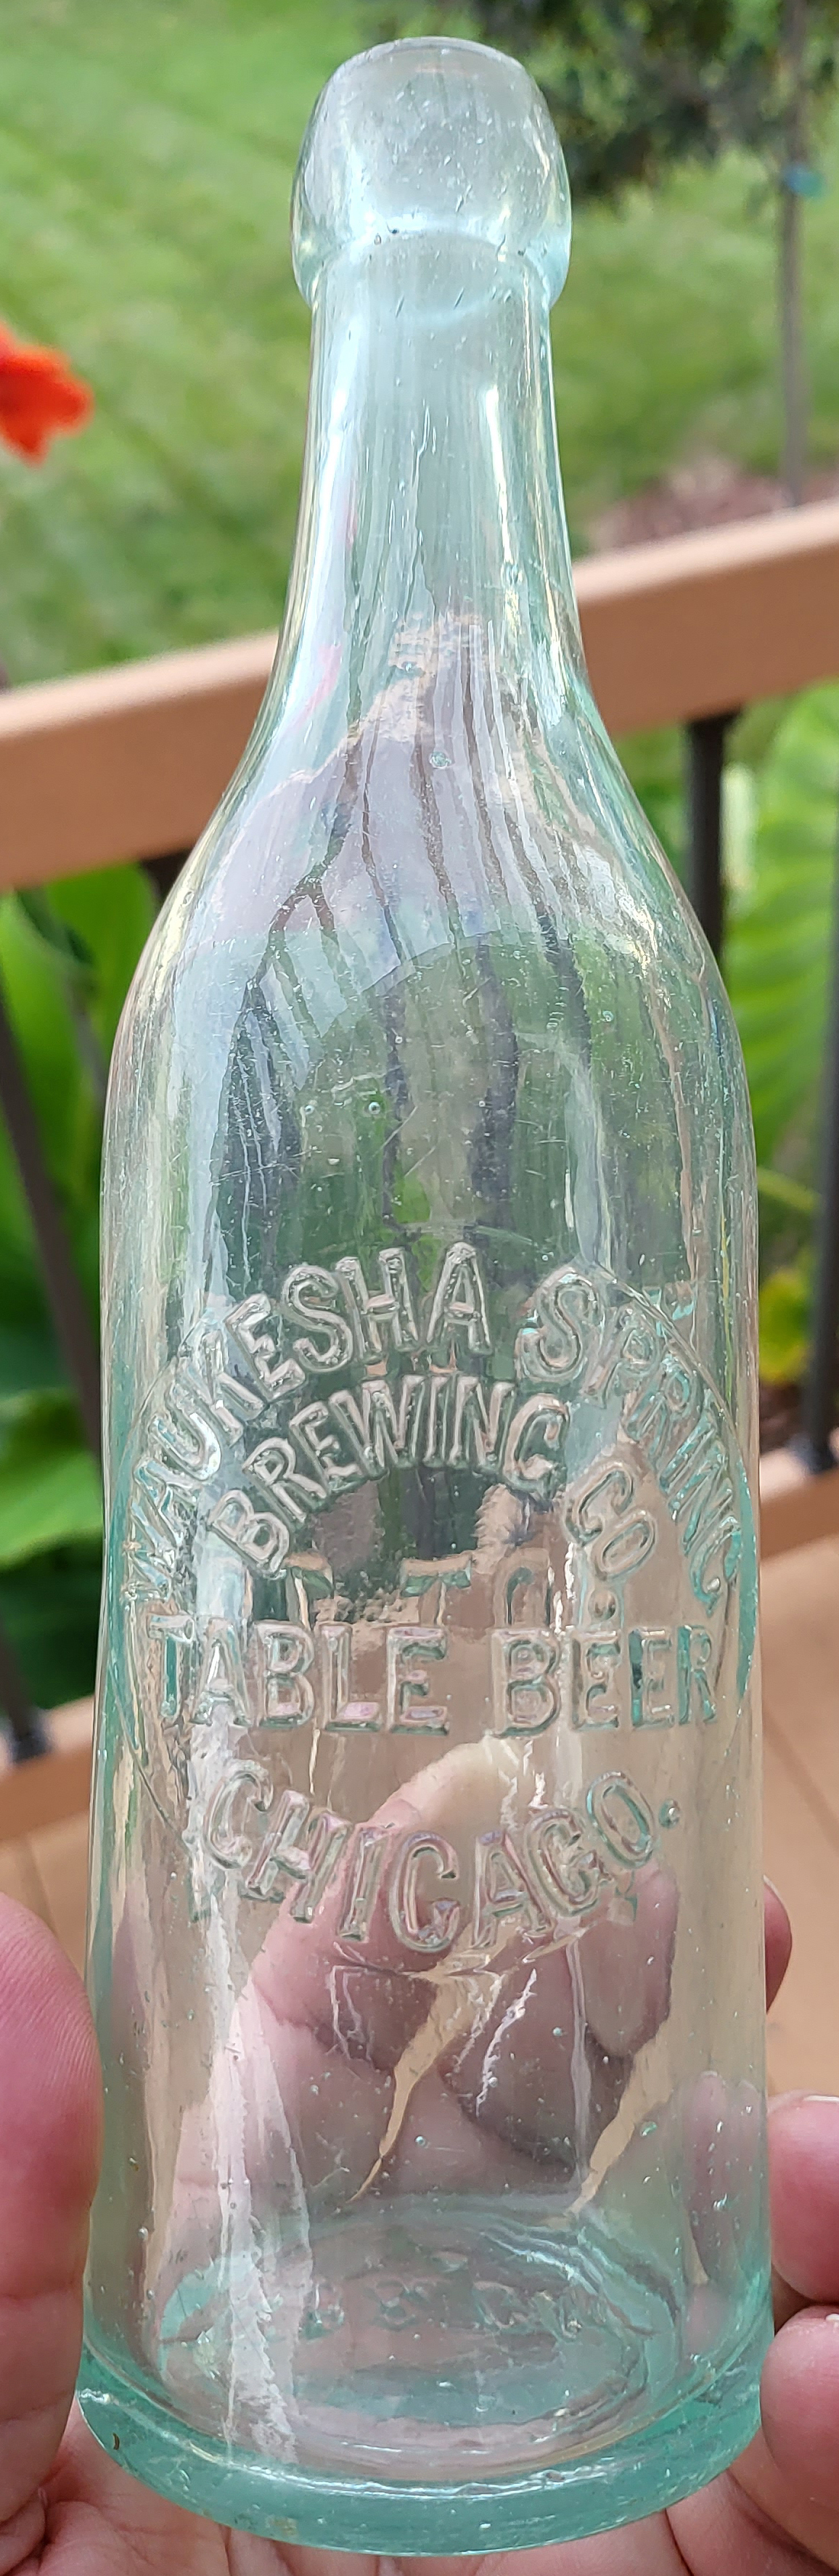 WAUKESHA SPRING
BREWING CO
TABLE BEER
CHICAGO.